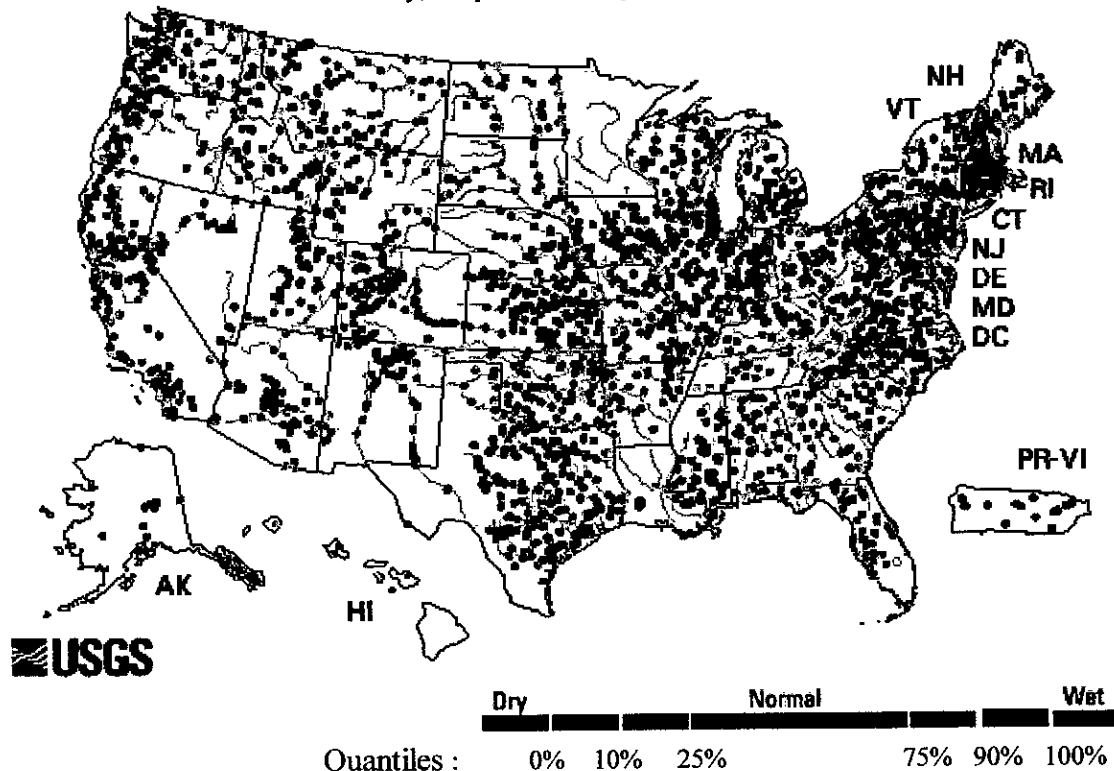 NH
VT
MA
RI
CT
NJ
DE
MD
DC
PR-VI
AK
HI
USGS
Dry Normal Wet
Quantiles : 0% 10% 25% 75% 90% 100%